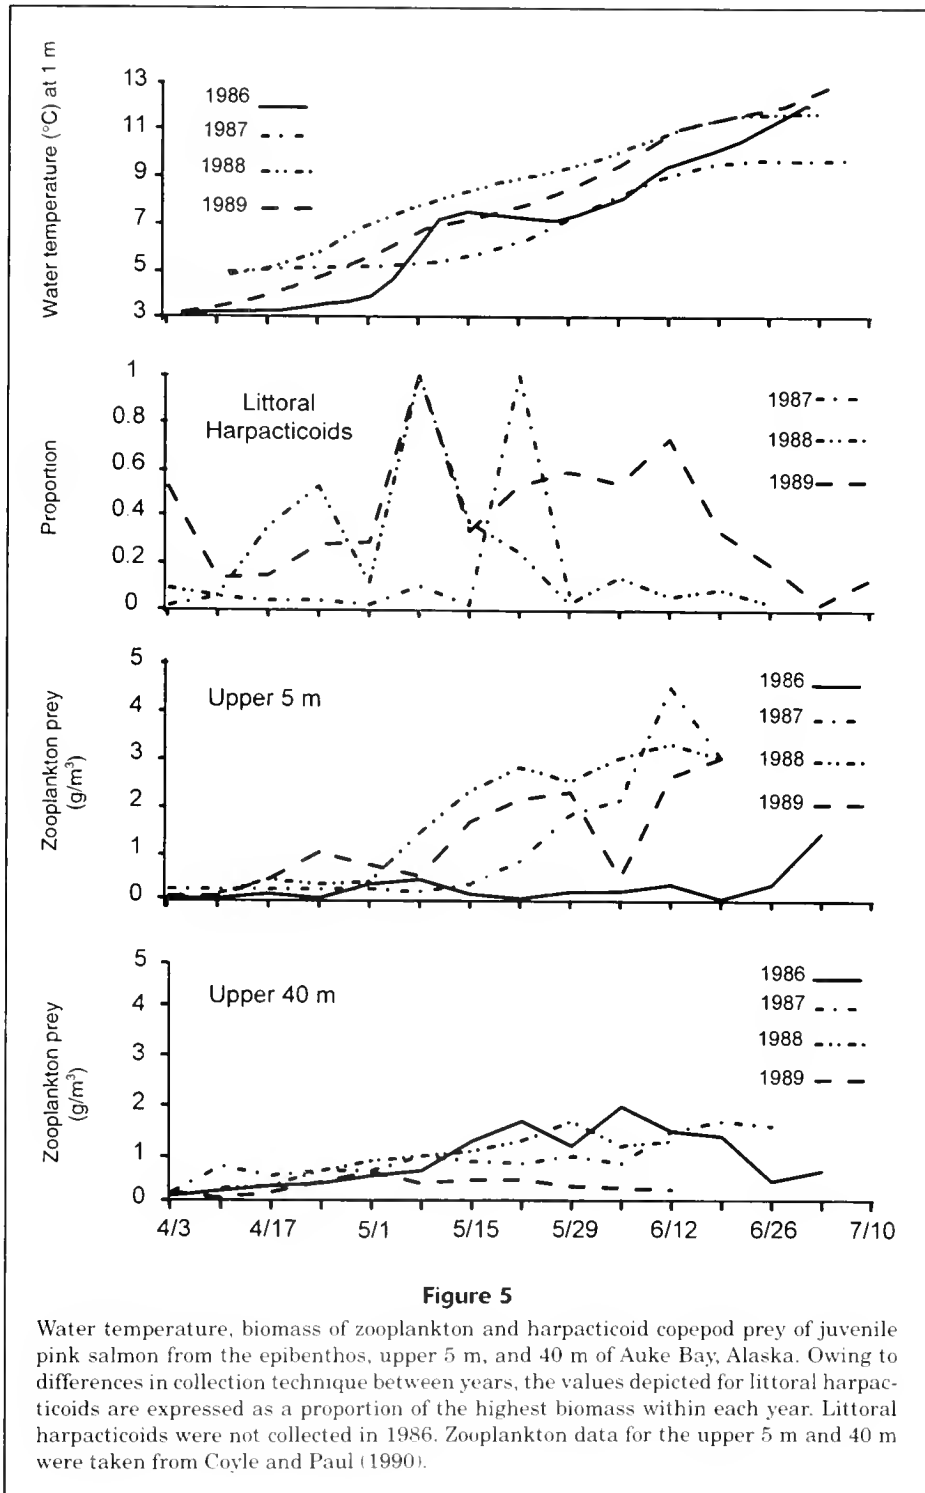 Water temperature (°C) at 1 m
13
11
9
7
5
3
1986
1987
1988
1989
Proportion
1
0.8
0.6
0.4
0.2
0
Littoral
Harpacticoids
1987
1988
1989
Zooplankton prey
(g/m³)
5
4
3
2
1
0
Upper 5 m
1986
1987
1988
1989
Zooplankton prey
(g/m³)
5
4
3
2
1
0
Upper 40 m
1986
1987
1988
1989
4/3 4/17 5/1 5/15 5/29 6/12 6/26 7/10
Figure 5
Water temperature, biomass of zooplankton and harpacticoid copepod prey of juvenile
pink salmon from the epibenthos, upper 5 m, and 40 m of Auke Bay, Alaska. Owing to
differences in collection technique between years, the values depicted for littoral harpac-
ticoids are expressed as a proportion of the highest biomass within each year. Littoral
harpacticoids were not collected in 1986. Zooplankton data for the upper 5 m and 40 m
were taken from Coyle and Paul (1990).